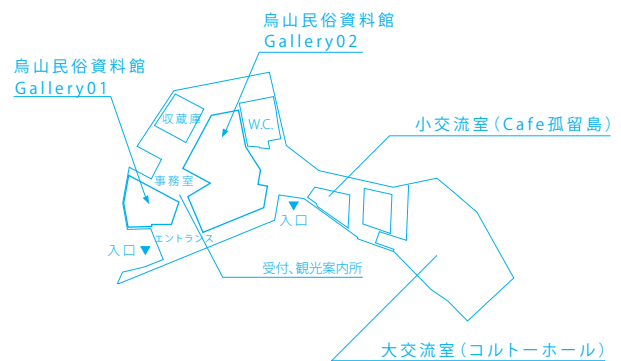 烏山民俗資料館
Gallery02
烏山民俗資料館
Gallery01
収蔵庫
W.C.
小交流室（Cafe孤留島）
事務室
入口
エントランス
入口
受付、観光案内所
大交流室（コルトーホール）